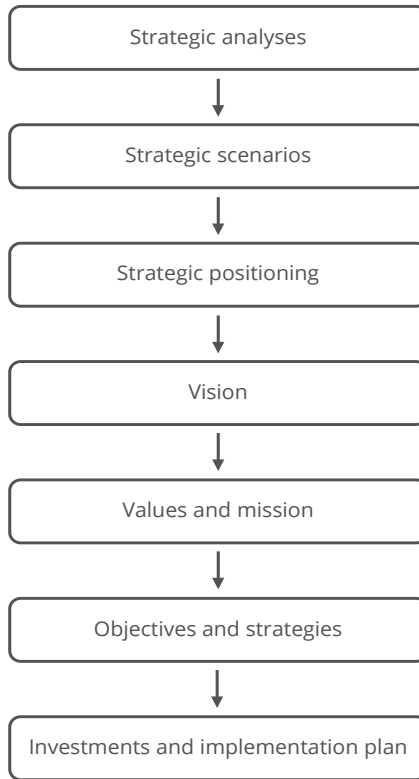 Strategic analyses
Strategic scenarios
Strategic positioning
Vision
Values and mission
Objectives and strategies
Investments and implementation plan